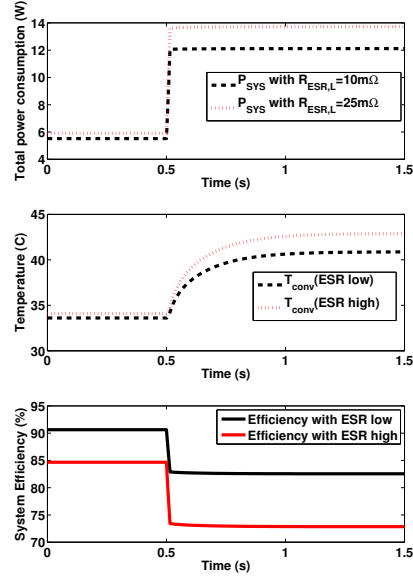 Total power consumption (W)
14
12
10
8
6
4
P_SYS with R_ESR,L=10mΩ
P_SYS with R_ESR,L=25mΩ
0
0.5
1
1.5
Time (s)
Temperature (C)
45
40
35
30
T_conv(ESR low)
T_conv(ESR high)
0
0.5
1
1.5
Time (s)
System Efficiency (%)
95
90
85
80
75
70
Efficiency with ESR low
Efficiency with ESR high
0
0.5
1
1.5
Time (s)